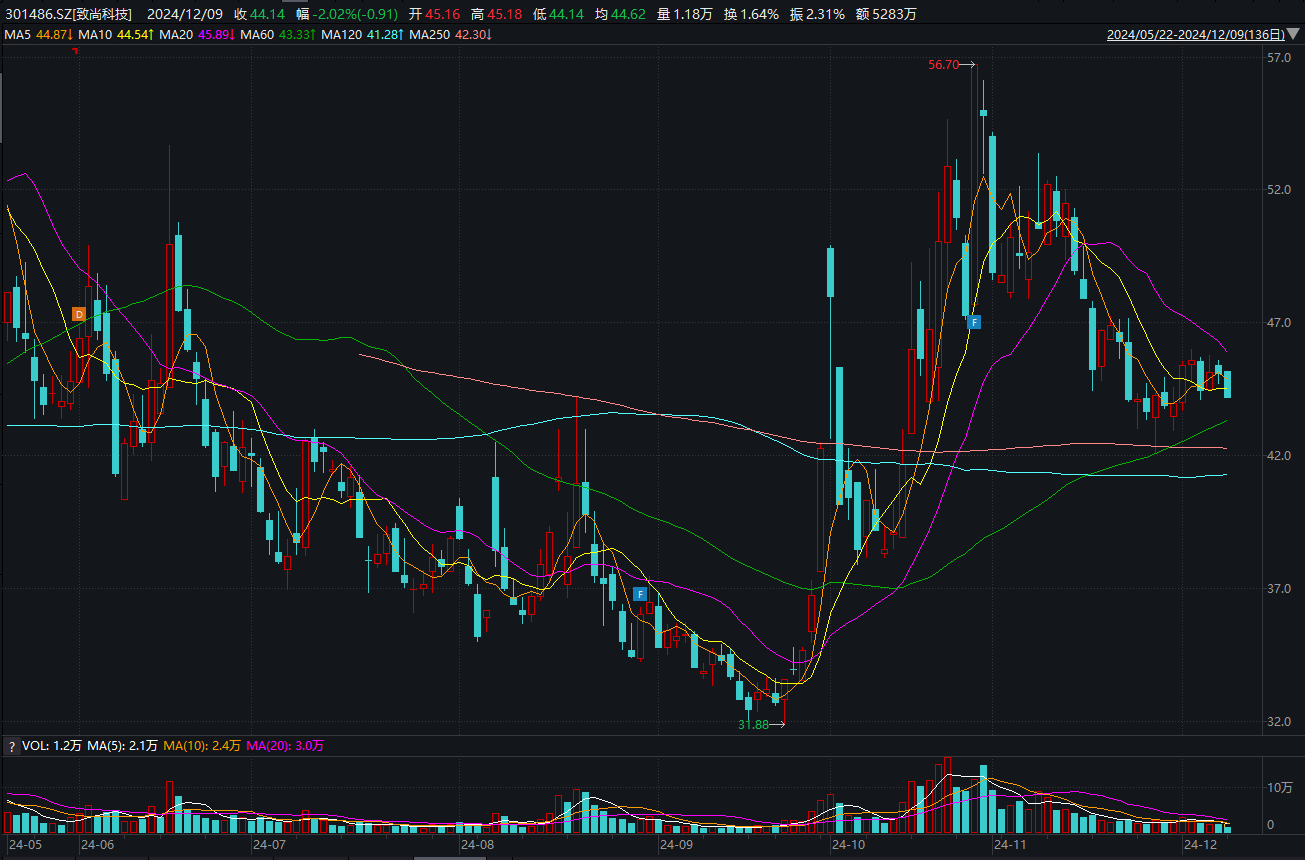 301486.SZ[致尚科技] 2024/12/09 收 44.14 幅 -2.02%(-0.91) 开 45.16 高 45.18 低 44.14 均 44.62 量 1.18万 换 1.64% 振 2.31% 额 5283万
MA5 44.87↓ MA10 44.54↑ MA20 45.89↓ MA60 43.33↑ MA120 41.28↑ MA250 42.30↓ 2024/05/22-2024/12/09(136日)▼
57.0
56.70
52.0
D
47.0
F
42.0
37.0
F
32.0
31.88
? VOL: 1.2万 MA(5): 2.1万 MA(10): 2.4万 MA(20): 3.0万
10万
0
24-05 24-06 24-07 24-08 24-09 24-10 24-11 24-12